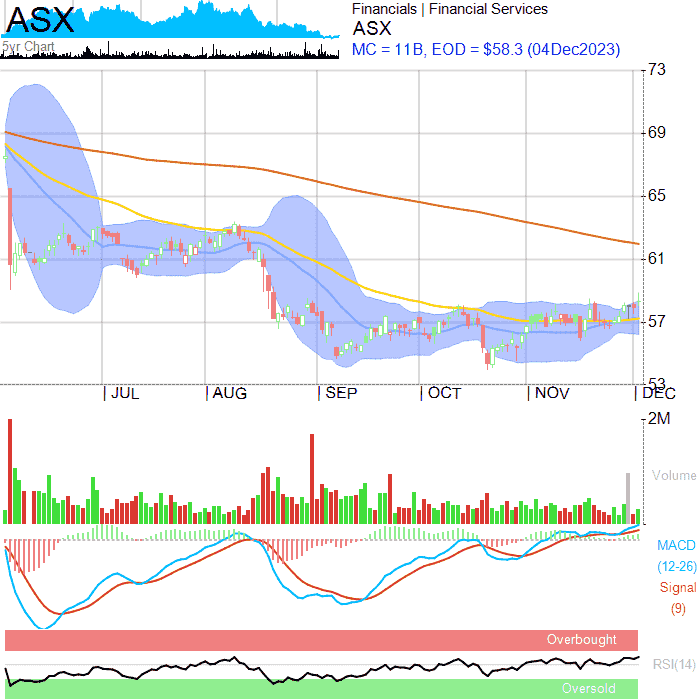 ASX
5yr Chart
Financials | Financial Services
ASX
MC = 11B, EOD = $58.3 (04Dec2023)
73
69
65
61
57
53
JUL
AUG
SEP
OCT
NOV
DEC
2M
Volume
MACD
(12-26)
Signal
(9)
Overbought
RSI(14)
Oversold